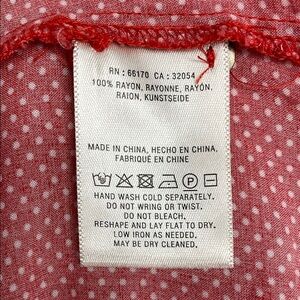 RN : 66170 CA : 32054
100% RAYON, RAYONNE, RAYÓN,
RAION, KUNSTSEIDE
MADE IN CHINA, HECHO EN CHINA,
FABRIQUÉ EN CHINE
HAND WASH COLD SEPARATELY.
DO NOT WRING OR TWIST.
DO NOT BLEACH.
RESHAPE AND LAY FLAT TO DRY.
LOW IRON AS NEEDED.
MAY BE DRY CLEANED.